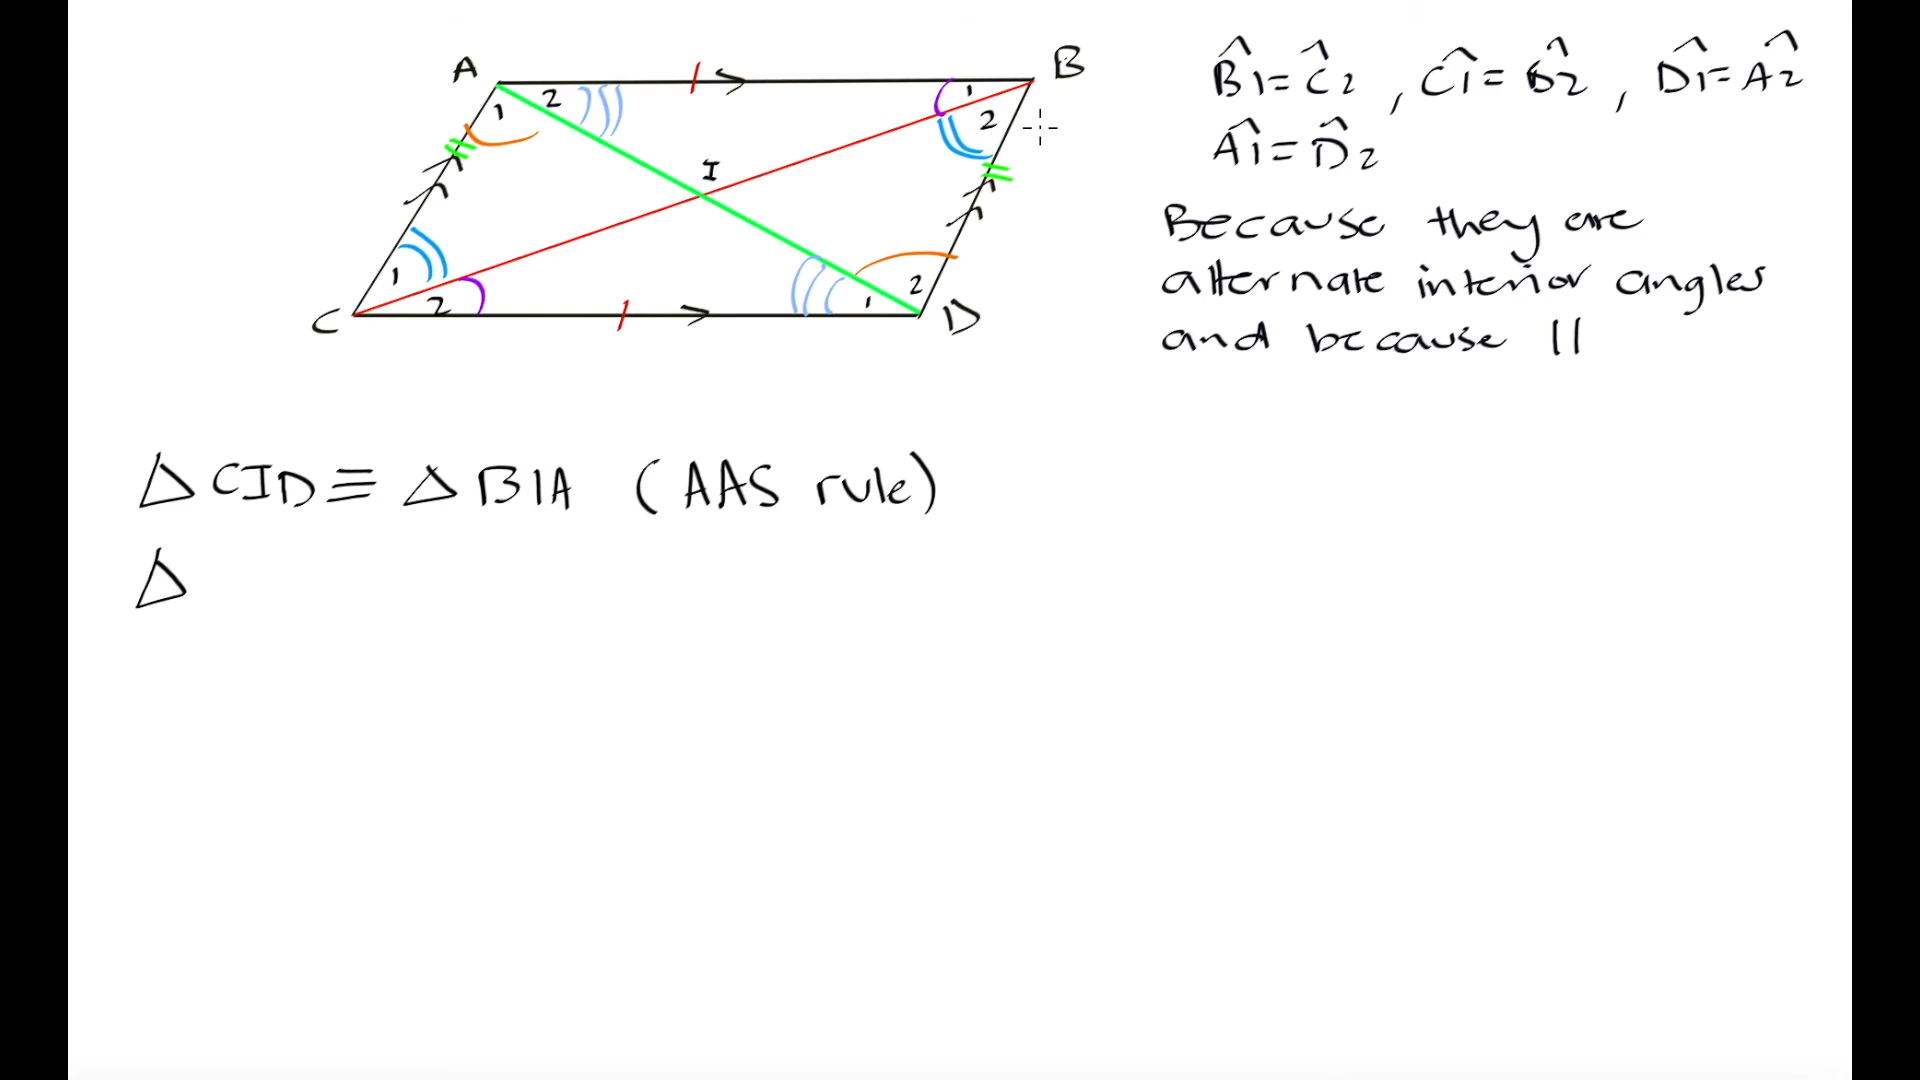 A B
1 2 1 2
I
1 2 1 2
C D
B̂1=Ĉ2 , Ĉ1=B̂2 , D̂1=Â2
Â1=D̂2
Because they are
alternate interior angles
and because ||
△CID≡△BIA (AAS rule)
△